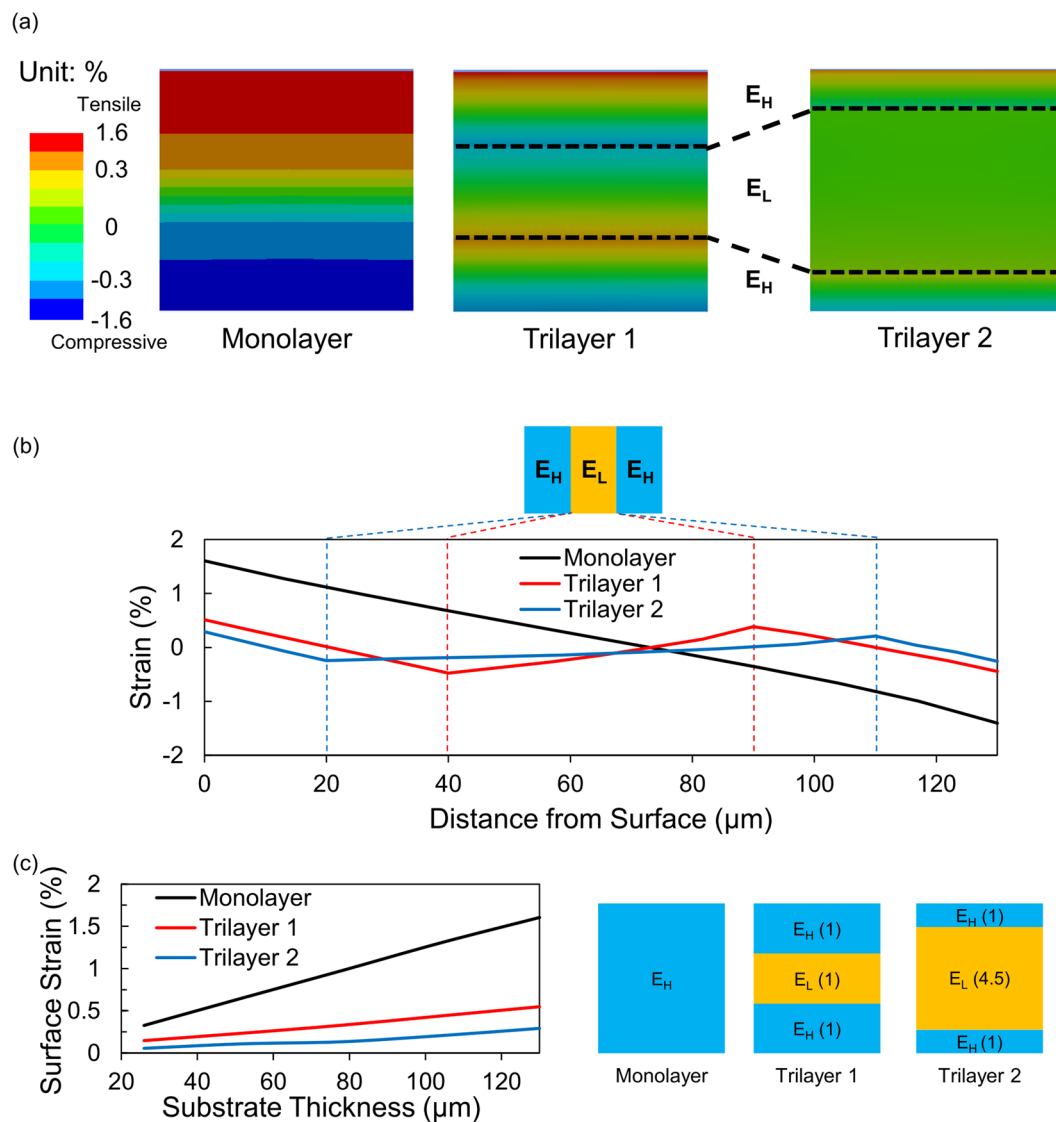 (a)
Unit: %
Tensile
1.6
0.3
0
-0.3
-1.6
Compressive
Monolayer
E_H
E_L
E_H
Trilayer 1
Trilayer 2
(b)
E_H E_L E_H
Monolayer
Trilayer 1
Trilayer 2
Strain (%)
2
1
0
-1
-2
0 20 40 60 80 100 120
Distance from Surface (μm)
(c)
Monolayer
Trilayer 1
Trilayer 2
Surface Strain (%)
2
1.5
1
0.5
0
20 40 60 80 100 120
Substrate Thickness (μm)
E_H
Monolayer
E_H (1)
E_L (1)
E_H (1)
Trilayer 1
E_H (1)
E_L (4.5)
E_H (1)
Trilayer 2